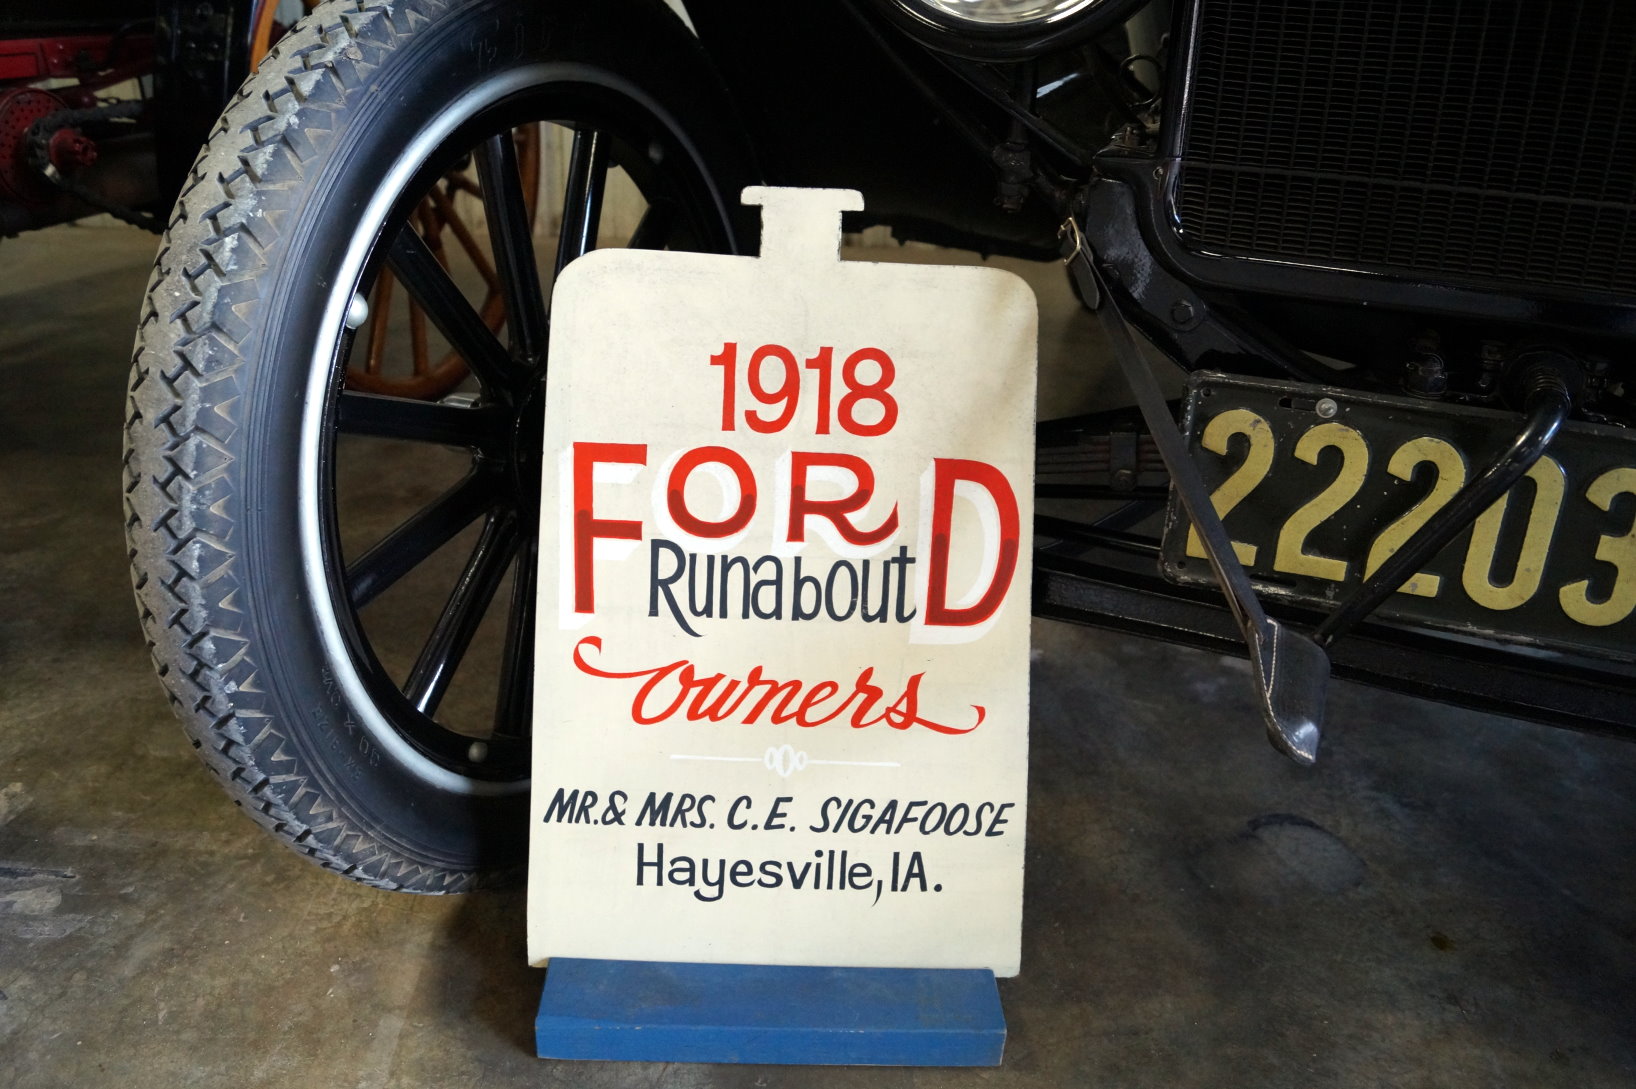 1918
FORD
Runabout
owners
MR. & MRS. C. E. SIGAFOOSE
Hayesville, IA.
22203